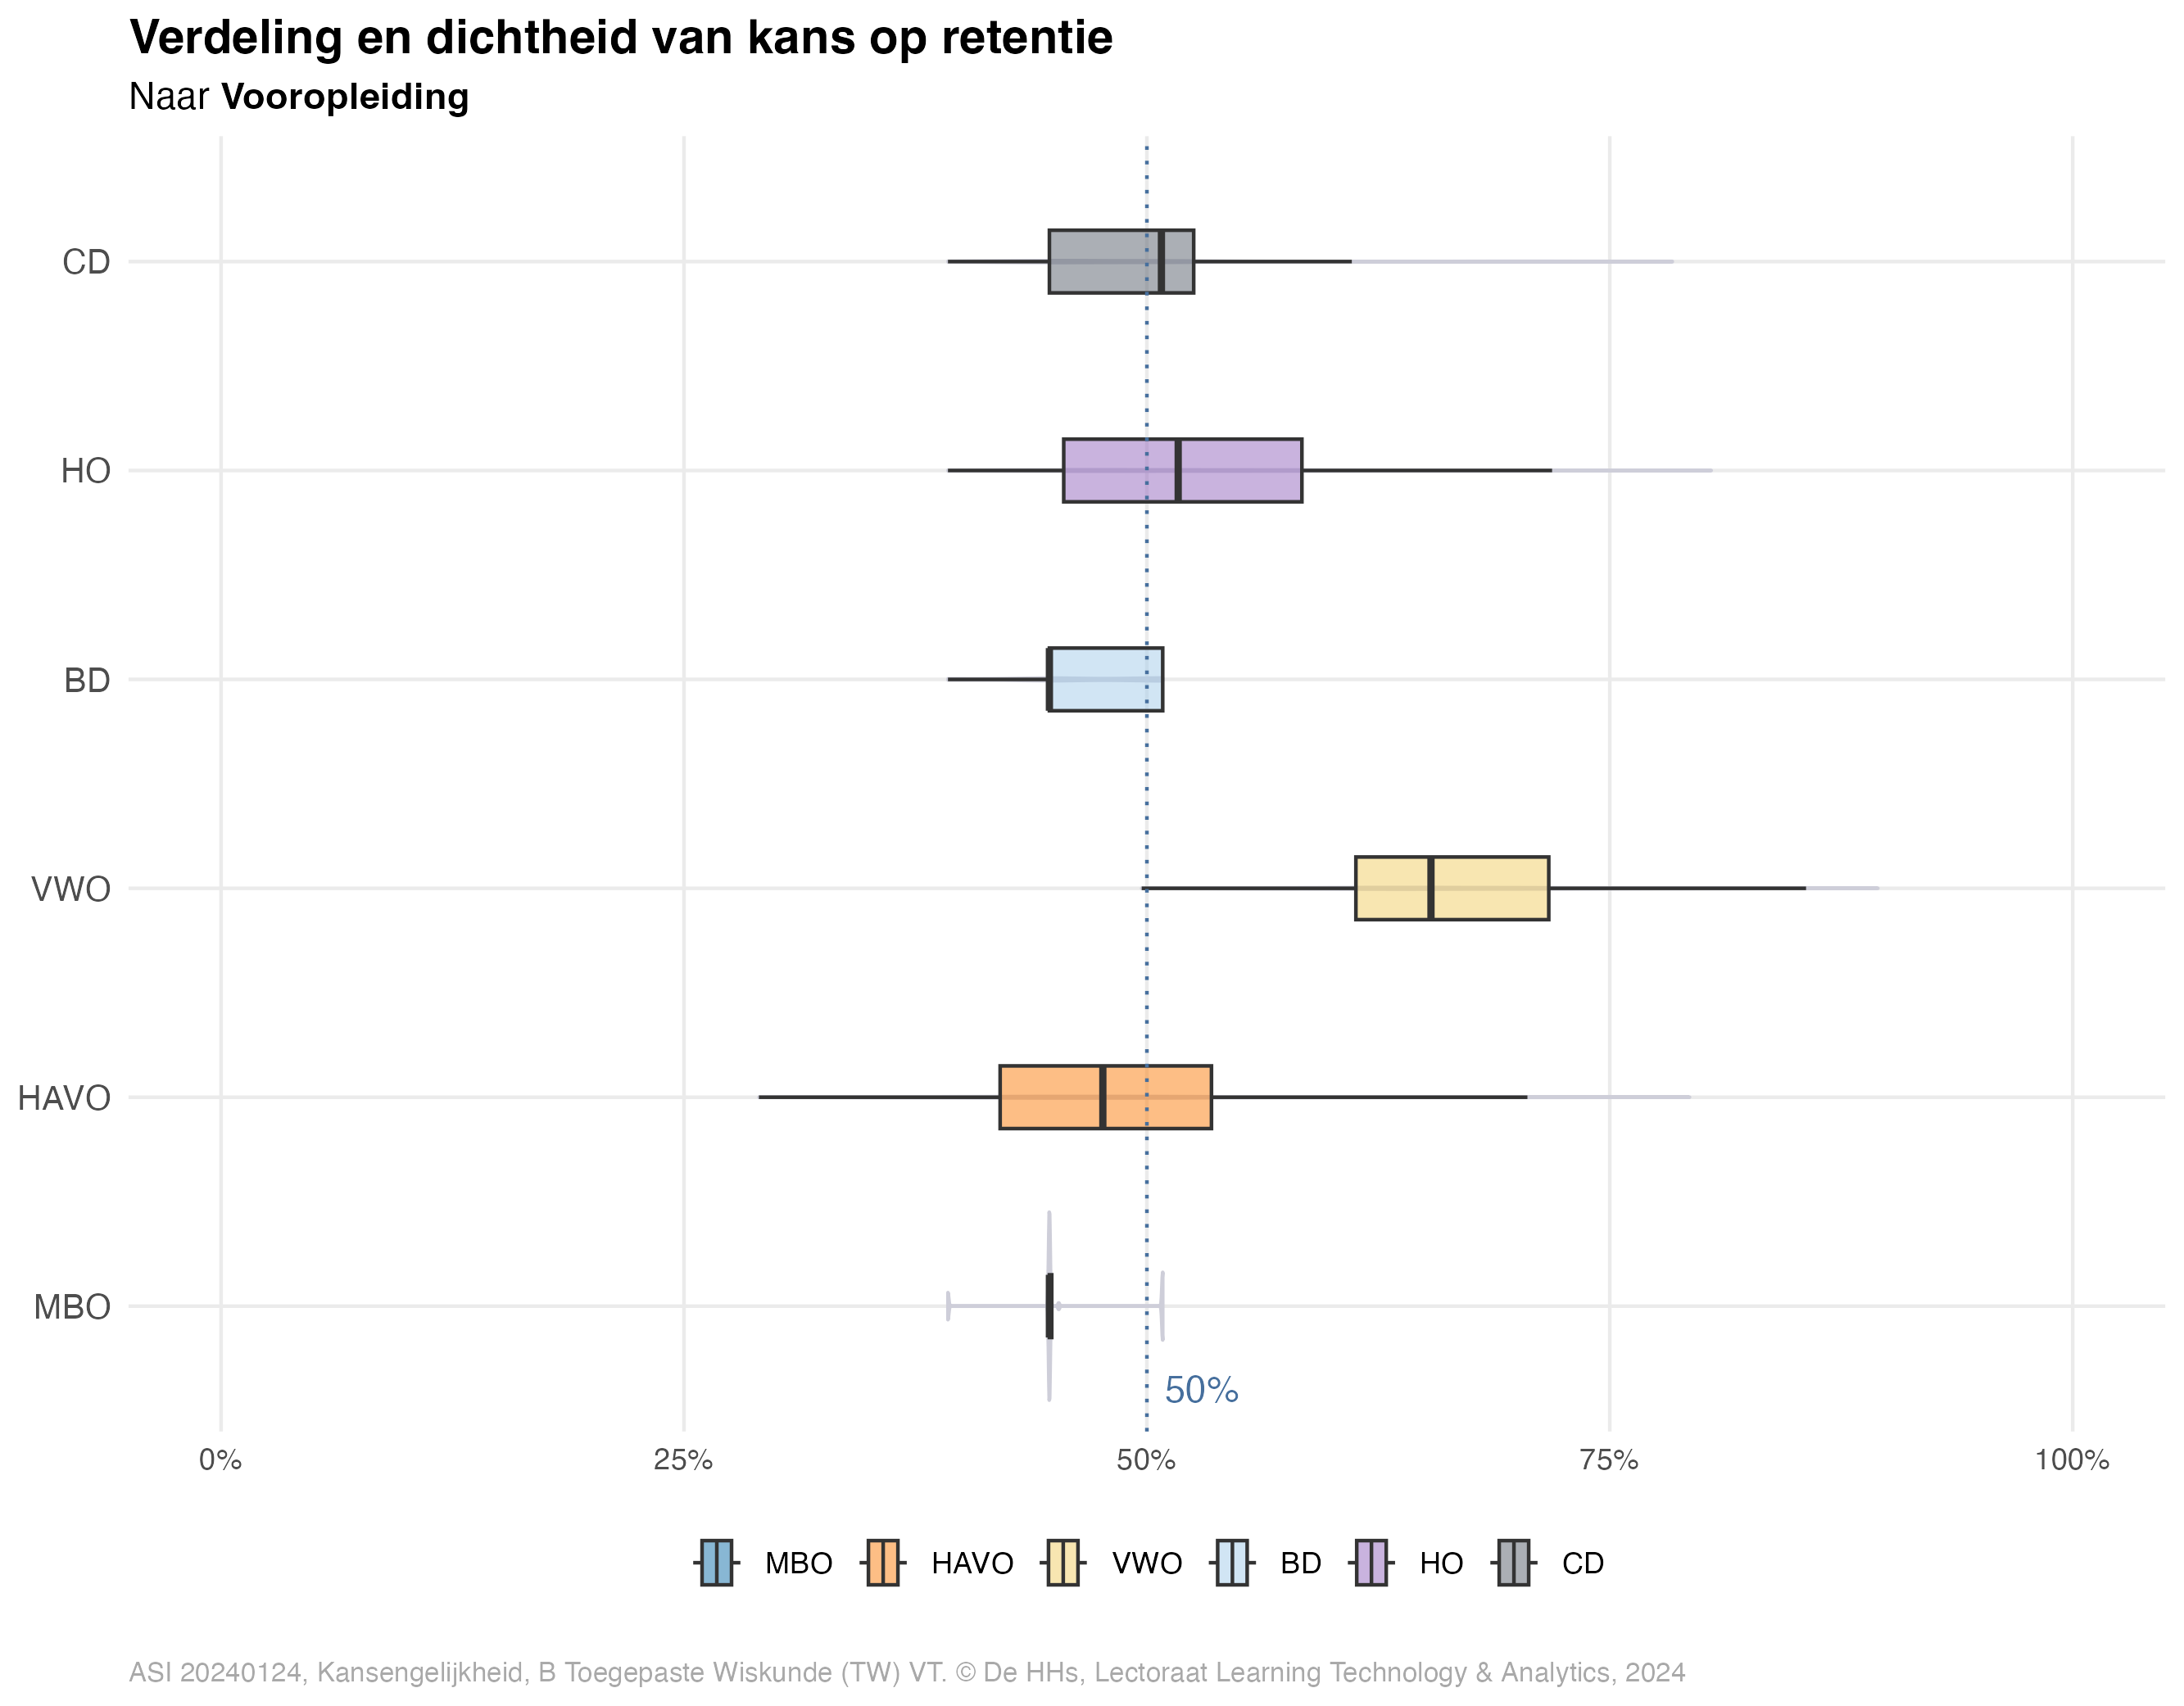 Verdeling en dichtheid van kans op retentie
Naar Vooropleiding
CD
HO
BD
VWO
HAVO
MBO
50%
0% 25% 50% 75% 100%
MBO HAVO VWO BD HO CD
ASI 20240124, Kansengelijkheid, B Toegepaste Wiskunde (TW) VT. © De HHs, Lectoraat Learning Technology & Analytics, 2024